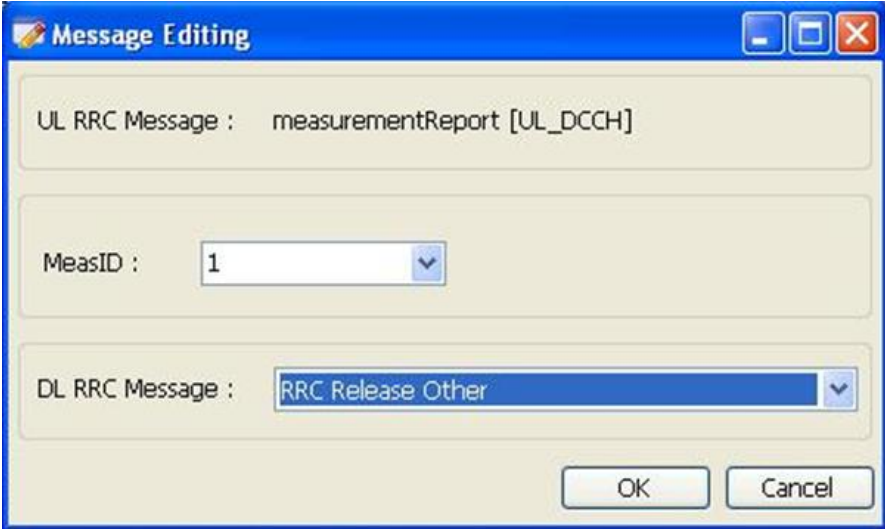 Message Editing
UL RRC Message : measurementReport [UL_DCCH]
MeasID : 1
DL RRC Message : RRC Release Other
OK Cancel